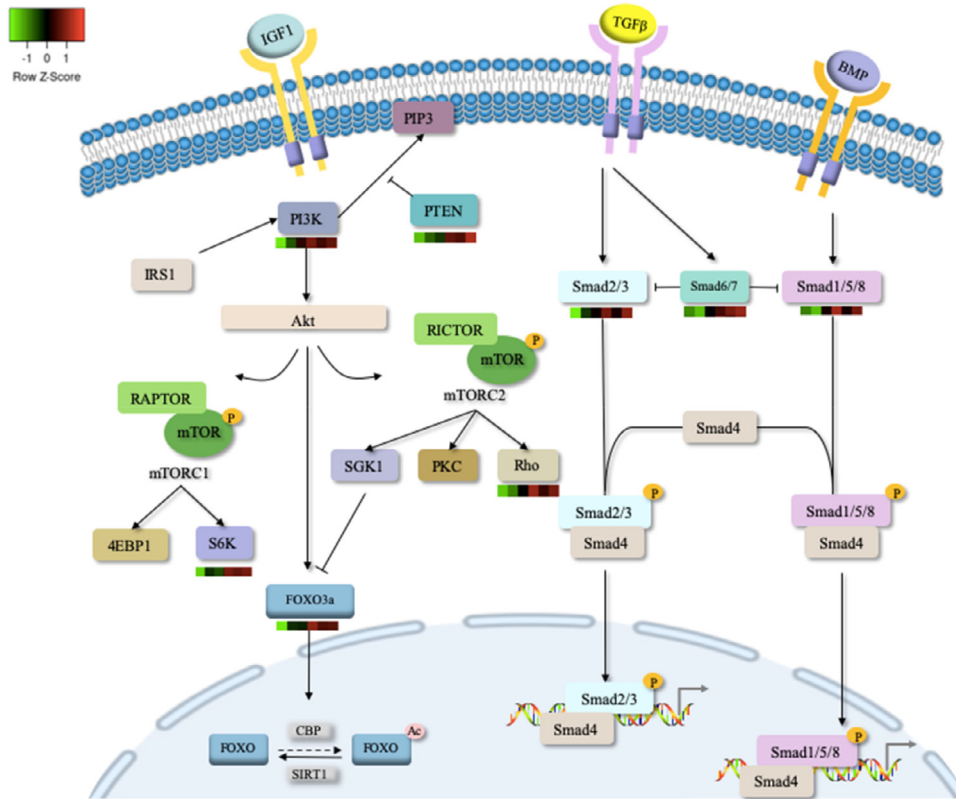 IGF1
TGFβ
BMP
-1 0 1
Row Z-Score
PIP3
PI3K
PTEN
IRS1
Smad2/3
Smad6/7
Smad1/5/8
Akt
RICTOR
P
mTOR
mTORC2
RAPTOR
P
mTOR
mTORC1
Smad4
SGK1
PKC
Rho
4EBP1
S6K
P
Smad2/3
Smad4
P
Smad1/5/8
Smad4
FOXO3a
P
Smad2/3
Smad4
CBP
FOXO
FOXO
Ac
SIRT1
P
Smad1/5/8
Smad4